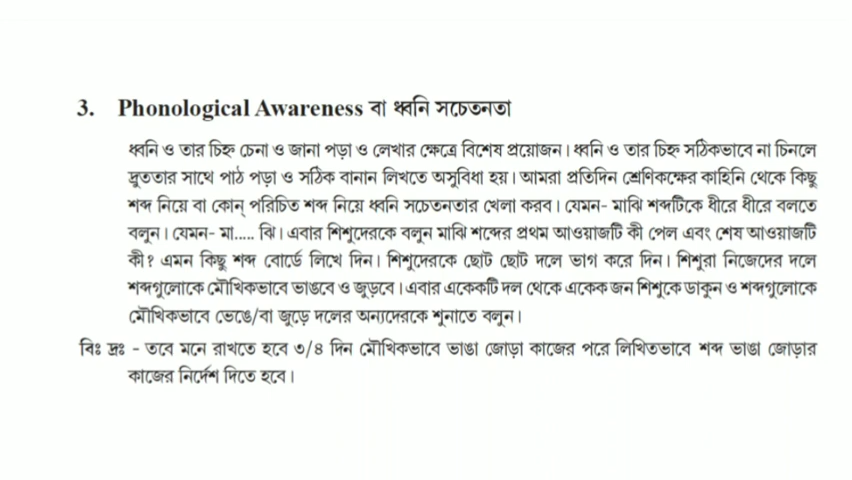 3. Phonological Awareness বা ধ্বনি সচেতনতা
ধ্বনি ও তার চিহ্ন চেনা ও জানা পড়া ও লেখার ক্ষেত্রে বিশেষ প্রয়োজন। ধ্বনি ও তার চিহ্ন সঠিকভাবে না চিনলে
দ্রুততার সাথে পাঠ পড়া ও সঠিক বানান লিখতে অসুবিধা হয়। আমরা প্রতিদিন শ্রেণিকক্ষের কাহিনি থেকে কিছু
শব্দ নিয়ে বা কোন্ পরিচিত শব্দ নিয়ে ধ্বনি সচেতনতার খেলা করব। যেমন- মাঝি শব্দটিকে ধীরে ধীরে বলতে
বলুন। যেমন- মা..... ঝি। এবার শিশুদেরকে বলুন মাঝি শব্দের প্রথম আওয়াজটি কী পেল এবং শেষ আওয়াজটি
কী? এমন কিছু শব্দ বোর্ডে লিখে দিন। শিশুদেরকে ছোট ছোট দলে ভাগ করে দিন। শিশুরা নিজেদের দলে
শব্দগুলোকে মৌখিকভাবে ভাঙবে ও জুড়বে। এবার একেকটি দল থেকে একেক জন শিশুকে ডাকুন ও শব্দগুলোকে
মৌখিকভাবে ভেঙে/বা জুড়ে দলের অন্যদেরকে শুনাতে বলুন।
বিঃ দ্রঃ - তবে মনে রাখতে হবে ৩/৪ দিন মৌখিকভাবে ভাঙা জোড়া কাজের পরে লিখিতভাবে শব্দ ভাঙা জোড়ার
কাজের নির্দেশ দিতে হবে।